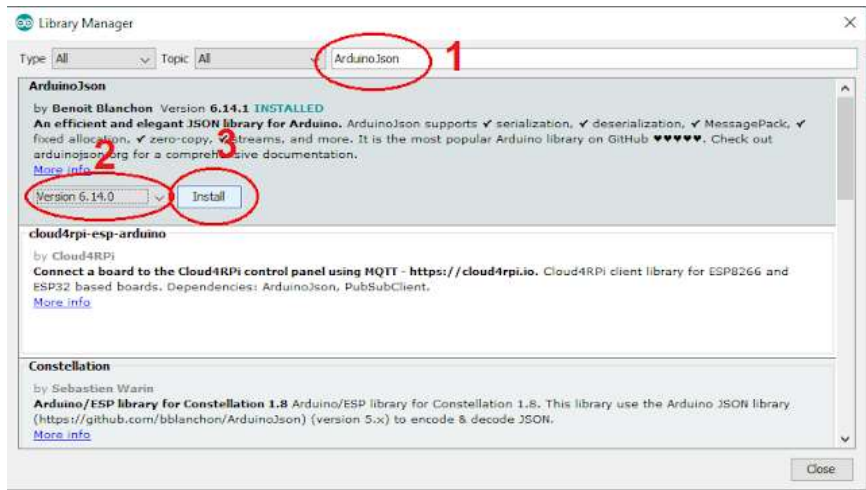 Library Manager
Type All Topic All ArduinoJson 1
ArduinoJson
by Benoit Blanchon Version 6.14.1 INSTALLED
An efficient and elegant JSON library for Arduino. ArduinoJson supports ✔ serialization, ✔ deserialization, ✔ MessagePack, ✔
fixed allocation, ✔ zero-copy, ✔ streams, and more. It is the most popular Arduino library on GitHub ♥♥♥♥♥. Check out
arduinojson.org for a comprehensive documentation.
More info
2 3
Version 6.14.0 Install
cloud4rpi-esp-arduino
by Cloud4RPi
Connect a board to the Cloud4RPi control panel using MQTT - https://cloud4rpi.io. Cloud4RPi client library for ESP8266 and
ESP32 based boards. Dependencies: ArduinoJson, PubSubClient.
More info
Constellation
by Sebastien Warin
Arduino/ESP library for Constellation 1.8 Arduino/ESP library for Constellation 1.8. This library use the Arduino JSON library
(https://github.com/bblanchon/ArduinoJson) (version 5.x) to encode & decode JSON.
More info
Close